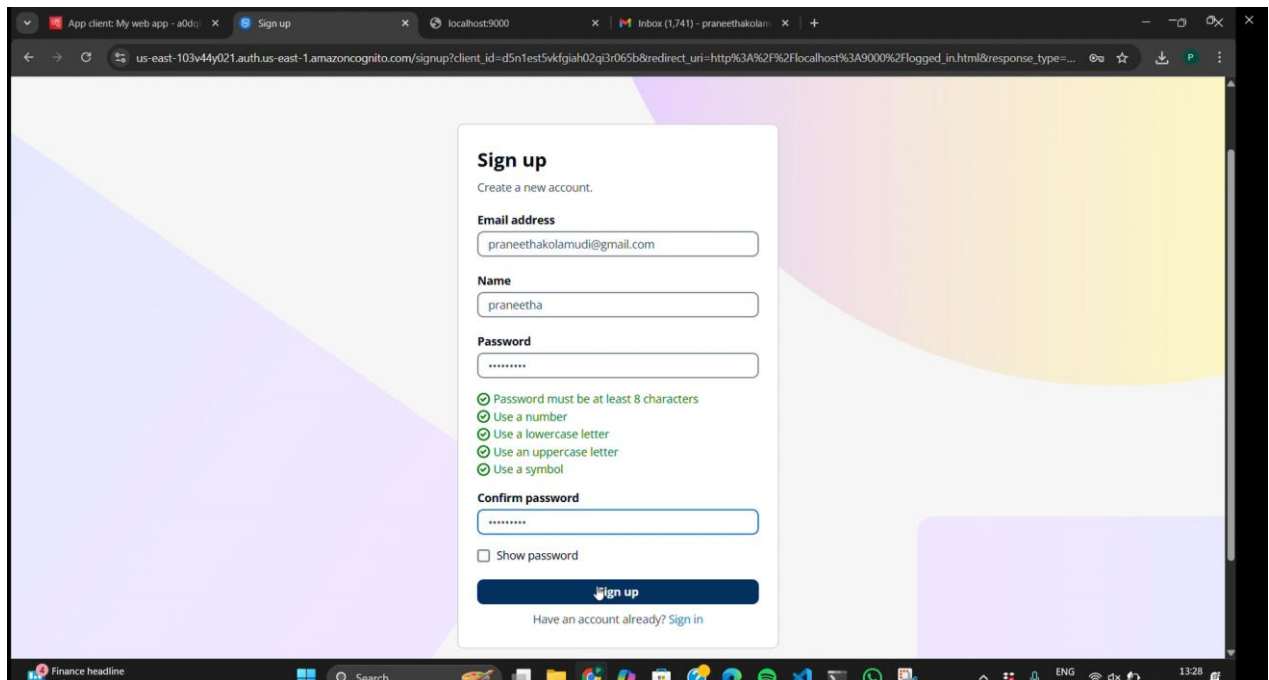 App client: My web app - a0dq
Sign up
localhost:9000
Inbox (1,741) - praneethakolam
us-east-103v44y021.auth.us-east-1.amazoncognito.com/signup?client_id=d5n1est5vkfgiah02qi3r065b&redirect_uri=http%3A%2F%2Flocalhost%3A9000%2Flogged_in.html&response_type=...
P
Sign up
Create a new account.
Email address
praneethakolamudi@gmail.com
Name
praneetha
Password
•••••••••
Password must be at least 8 characters
Use a number
Use a lowercase letter
Use an uppercase letter
Use a symbol
Confirm password
•••••••••
Show password
Sign up
Have an account already? Sign in
4
Finance headline
Search
ENG
13:28